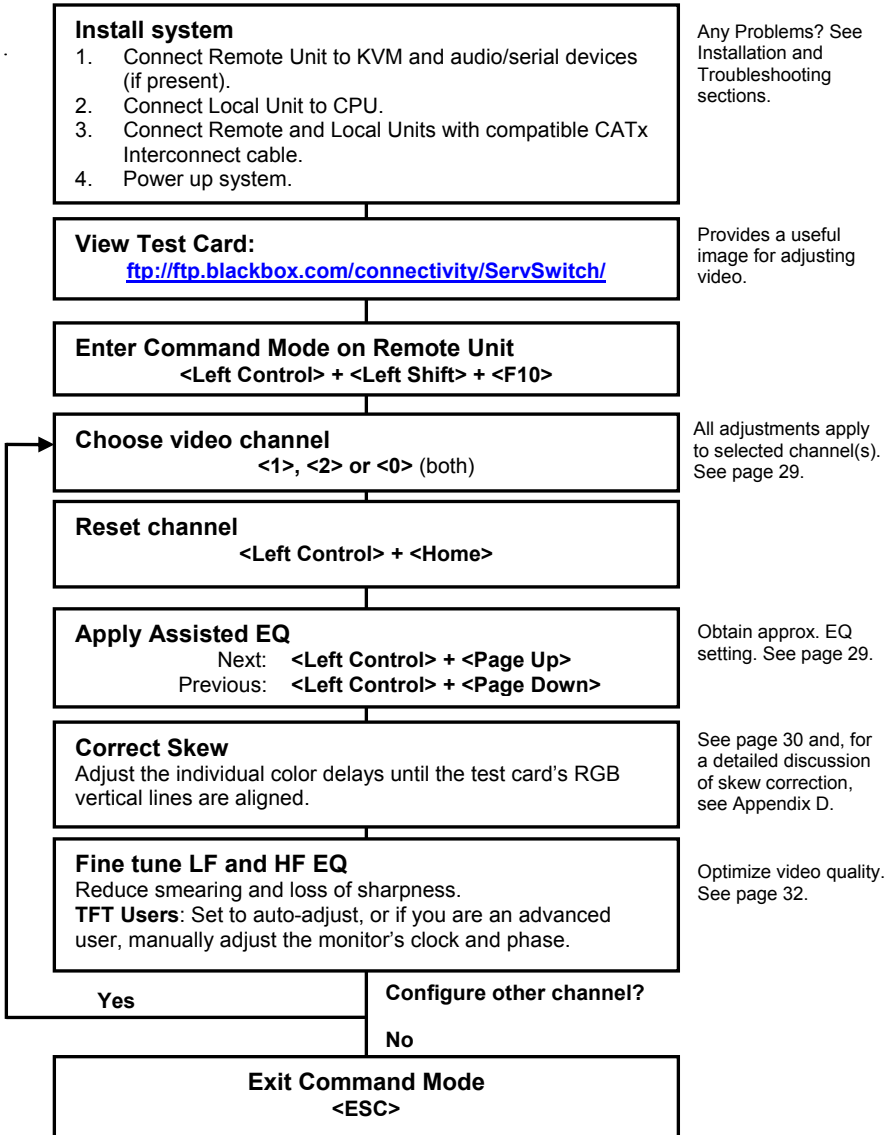 Install system
1. Connect Remote Unit to KVM and audio/serial devices
(if present).
2. Connect Local Unit to CPU.
3. Connect Remote and Local Units with compatible CATx
Interconnect cable.
4. Power up system.
Any Problems? See
Installation and
Troubleshooting
sections.
View Test Card:
ftp://ftp.blackbox.com/connectivity/ServSwitch/
Provides a useful
image for adjusting
video.
Enter Command Mode on Remote Unit
<Left Control> + <Left Shift> + <F10>
Choose video channel
<1>, <2> or <0> (both)
All adjustments apply
to selected channel(s).
See page 29.
Reset channel
<Left Control> + <Home>
Apply Assisted EQ
Next: <Left Control> + <Page Up>
Previous: <Left Control> + <Page Down>
Obtain approx. EQ
setting. See page 29.
Correct Skew
Adjust the individual color delays until the test card's RGB
vertical lines are aligned.
See page 30 and, for
a detailed discussion
of skew correction,
see Appendix D.
Fine tune LF and HF EQ
Reduce smearing and loss of sharpness.
TFT Users: Set to auto-adjust, or if you are an advanced
user, manually adjust the monitor's clock and phase.
Optimize video quality.
See page 32.
Yes
Configure other channel?
No
Exit Command Mode
<ESC>